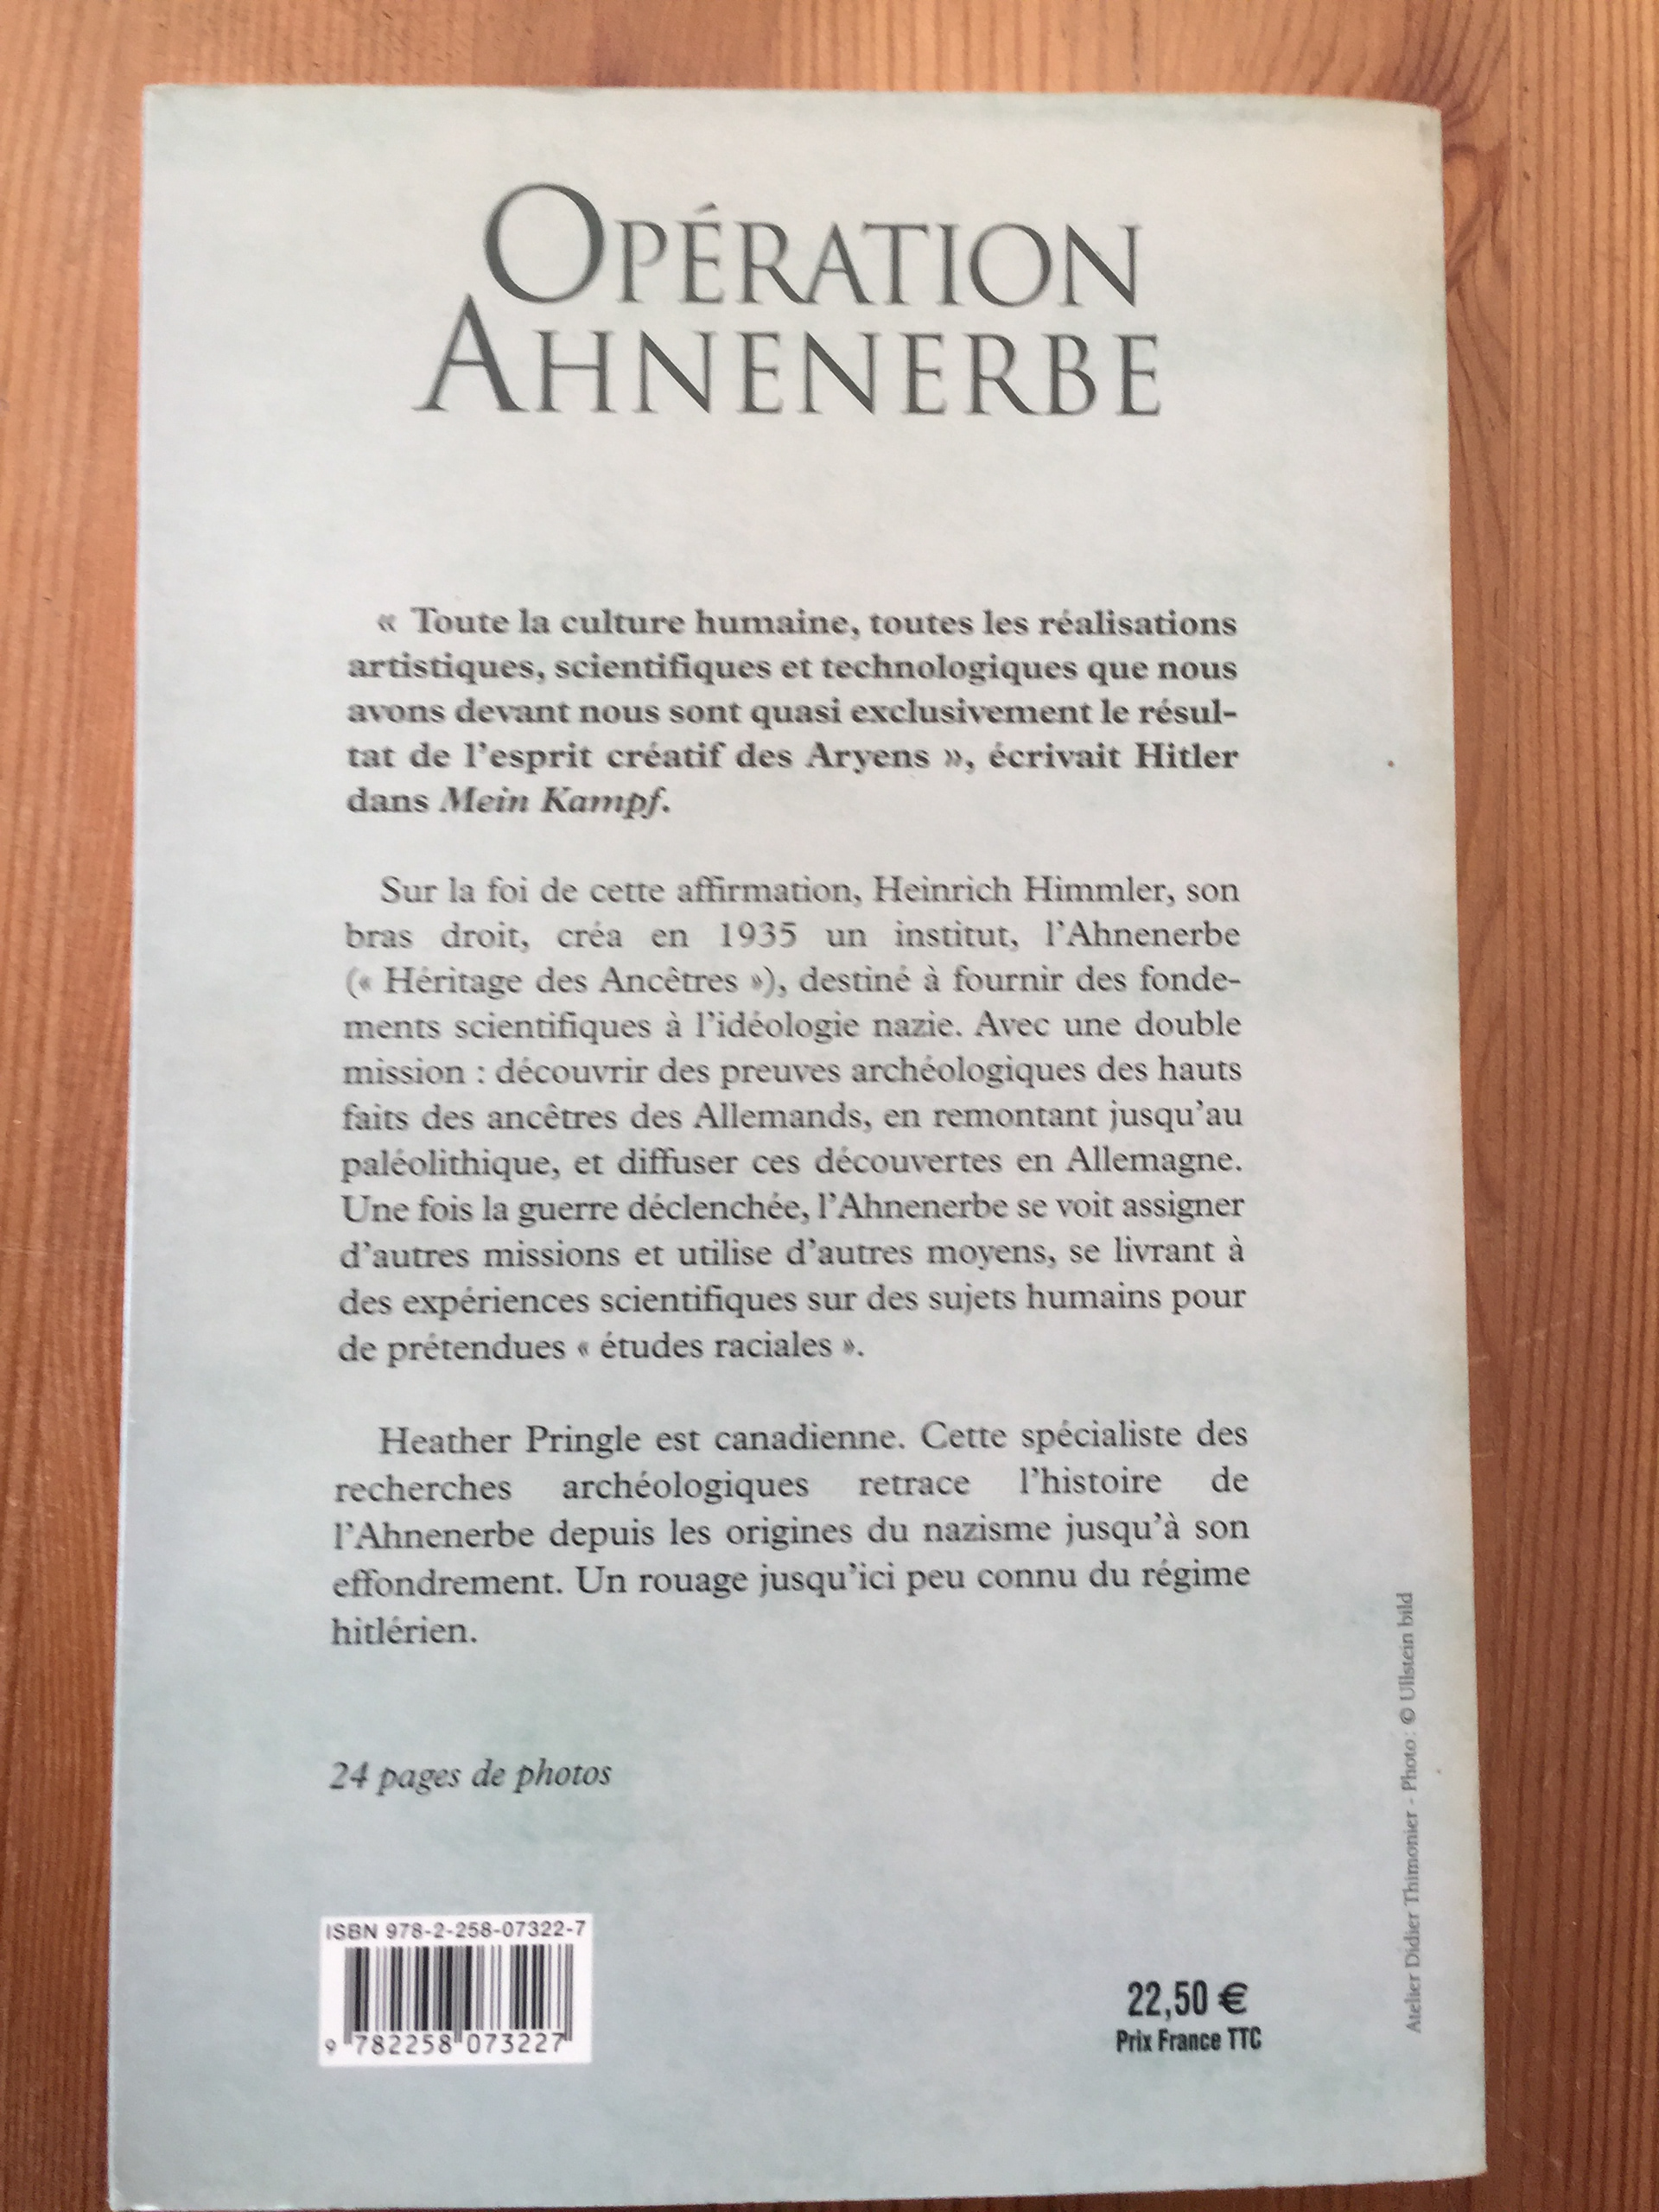 OPÉRATION
AHNENERBE
« Toute la culture humaine, toutes les réalisations
artistiques, scientifiques et technologiques que nous
avons devant nous sont quasi exclusivement le résul-
tat de l'esprit créatif des Aryens », écrivait Hitler
dans Mein Kampf.
Sur la foi de cette affirmation, Heinrich Himmler, son
bras droit, créa en 1935 un institut, l'Ahnenerbe
(« Héritage des Ancêtres »), destiné à fournir des fonde-
ments scientifiques à l'idéologie nazie. Avec une double
mission : découvrir des preuves archéologiques des hauts
faits des ancêtres des Allemands, en remontant jusqu'au
paléolithique, et diffuser ces découvertes en Allemagne.
Une fois la guerre déclenchée, l'Ahnenerbe se voit assigner
d'autres missions et utilise d'autres moyens, se livrant à
des expériences scientifiques sur des sujets humains pour
de prétendues « études raciales ».
Heather Pringle est canadienne. Cette spécialiste des
recherches archéologiques retrace l'histoire de
l'Ahnenerbe depuis les origines du nazisme jusqu'à son
effondrement. Un rouage jusqu'ici peu connu du régime
hitlérien.
24 pages de photos
ISBN 978-2-258-07322-7
9 782258 073227
22,50 €
Prix France TTC
Atelier Didier Thimonier - Photo : © Ullstein bild